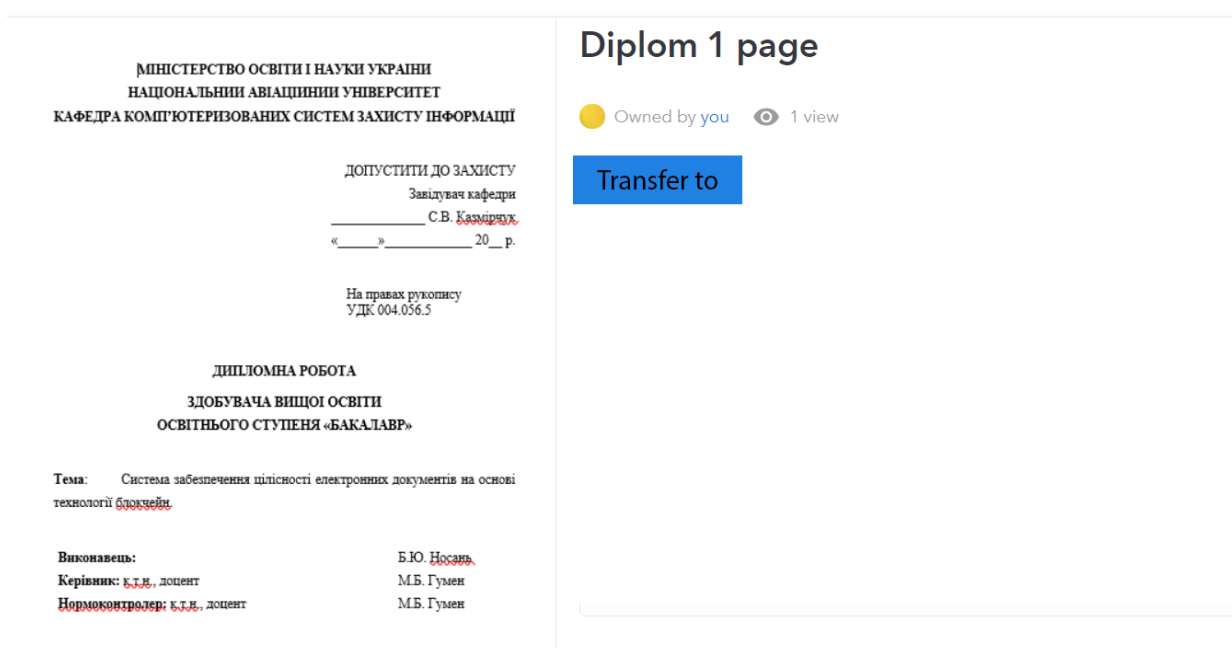 МІНІСТЕРСТВО ОСВІТИ І НАУКИ УКРАЇНИ
НАЦІОНАЛЬНИЙ АВІАЦІЙНИЙ УНІВЕРСИТЕТ
КАФЕДРА КОМП'ЮТЕРИЗОВАНИХ СИСТЕМ ЗАХИСТУ ІНФОРМАЦІЇ
ДОПУСТИТИ ДО ЗАХИСТУ
Завідувач кафедри
______________ С.В. Казмірчук
«______»_____________ 20__ р.
На правах рукопису
УДК 004.056.5
ДИПЛОМНА РОБОТА
ЗДОБУВАЧА ВИЩОЇ ОСВІТИ
ОСВІТНЬОГО СТУПЕНЯ «БАКАЛАВР»
Тема: Система забезпечення цілісності електронних документів на основі
технології блокчейн.
Виконавець: Б.Ю. Носань
Керівник: к.т.н., доцент М.Б. Гумен
Нормоконтролер: к.т.н., доцент М.Б. Гумен
Diplom 1 page
Owned by you 1 view
Transfer to